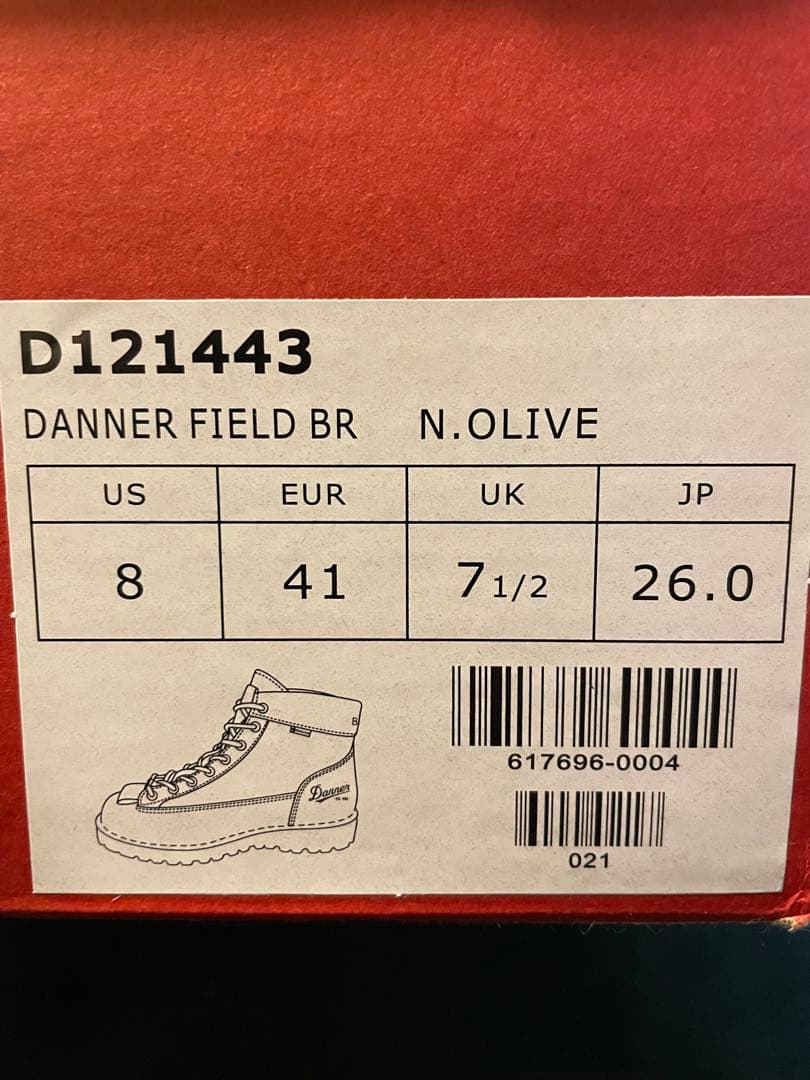 D121443
DANNER FIELD BR N.OLIVE
US EUR UK JP
8 41 7 1/2 26.0
B
Danner
617696-0004
021